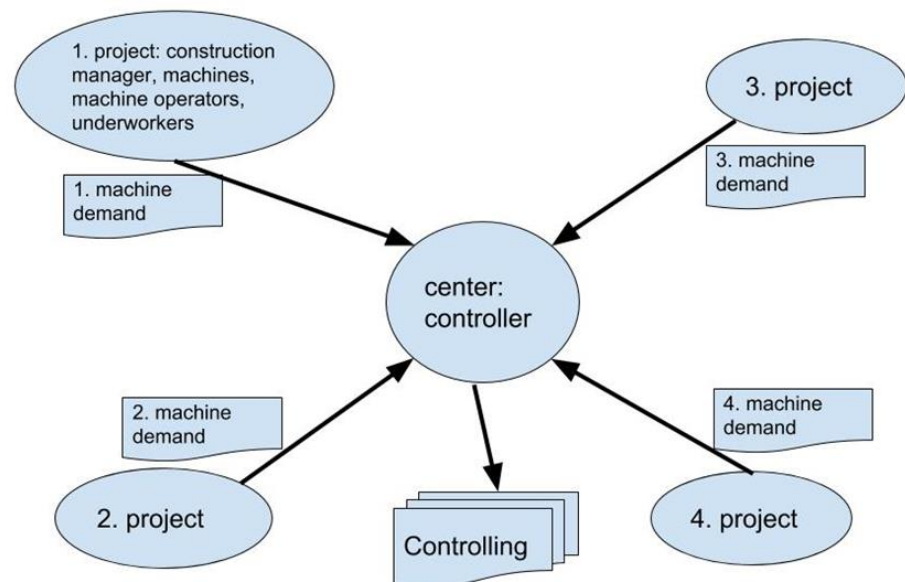 1. project: construction
manager, machines,
machine operators,
underworkers
3. project
1. machine
demand
3. machine
demand
center:
controller
2. machine
demand
4. machine
demand
2. project
Controlling
4. project